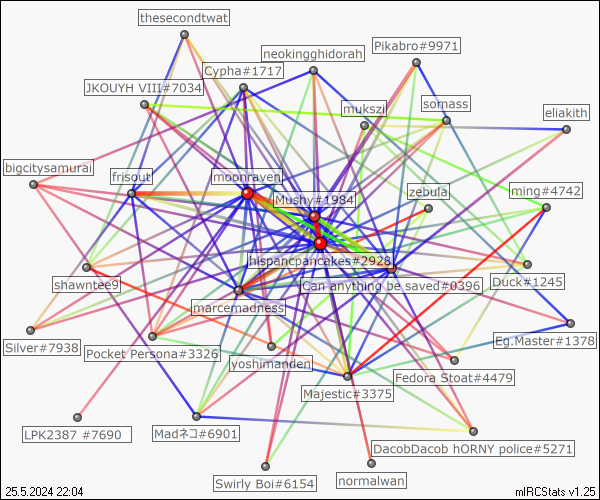 thesecondtwat
neokingghidorah
Pikabro#9971
Cypha#1717
JKOUYH VIII#7034
mukszi
somass
eliakith
bigcitysamurai
frisout
moonraven
Mushy#1984
zebula
ming#4742
hispancpancakes#2928
shawntee9
Can anything be saved#0396
Duck#1245
marcemadness
Silver#7938
Pocket Persona#3326
yoshimanden
Eg.Master#1378
Fedora Stoat#4479
Majestic#3375
LPK2387 #7690
Madネコ#6901
DacobDacob hORNY police#5271
Swirly Boi#6154
normalwan
25.5.2024 22:04
mIRCStats v1.25